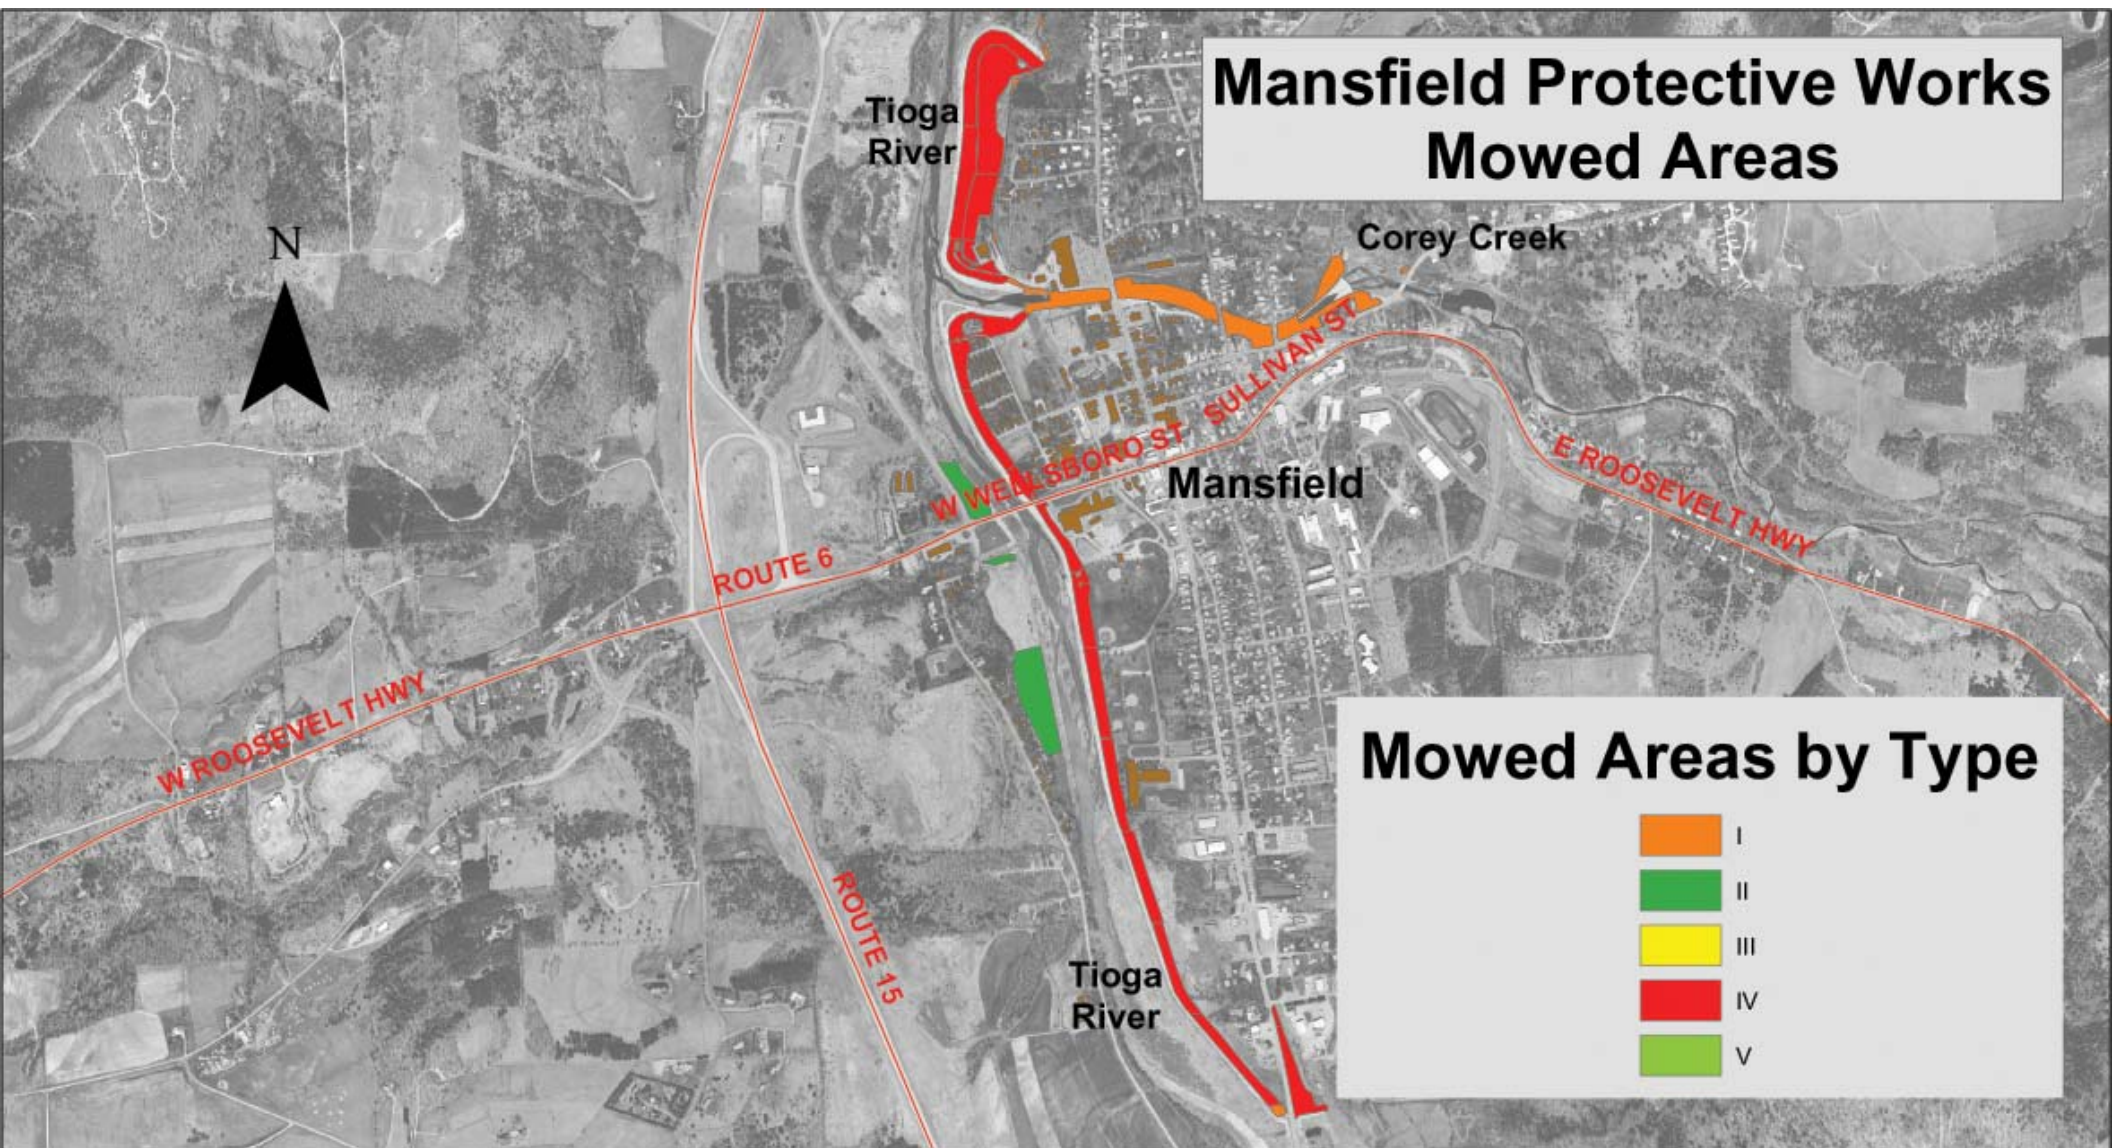 Mansfield Protective Works
Mowed Areas
Tioga
River
N
Corey Creek
SULLIVAN ST
W WELLSBORO ST
Mansfield
E ROOSEVELT HWY
ROUTE 6
W ROOSEVELT HWY
ROUTE 15
Tioga
River
Mowed Areas by Type
I
II
III
IV
V